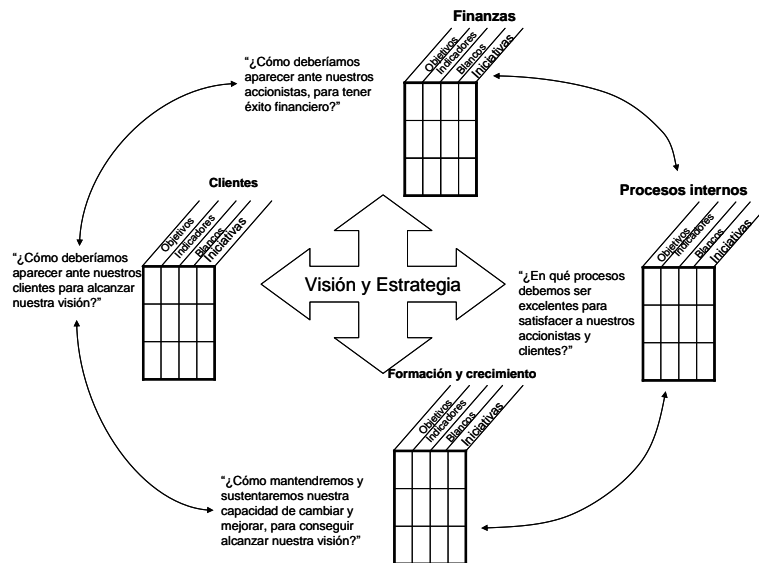 Finanzas
Objetivos
Indicadores
Blancos
Iniciativas
“¿Cómo deberíamos
aparecer ante nuestros
accionistas, para tener
éxito financiero?”
Clientes
Objetivos
Indicadores
Blancos
Iniciativas
“¿Cómo deberíamos
aparecer ante nuestros
clientes para alcanzar
nuestra visión?”
Visión y Estrategia
Procesos internos
Objetivos
Indicadores
Blancos
Iniciativas
“¿En qué procesos
debemos ser
excelentes para
satisfacer a nuestros
accionistas y
clientes?”
Formación y crecimiento
Objetivos
Indicadores
Blancos
Iniciativas
“¿Cómo mantendremos y
sustentaremos nuestra
capacidad de cambiar y
mejorar, para conseguir
alcanzar nuestra visión?”